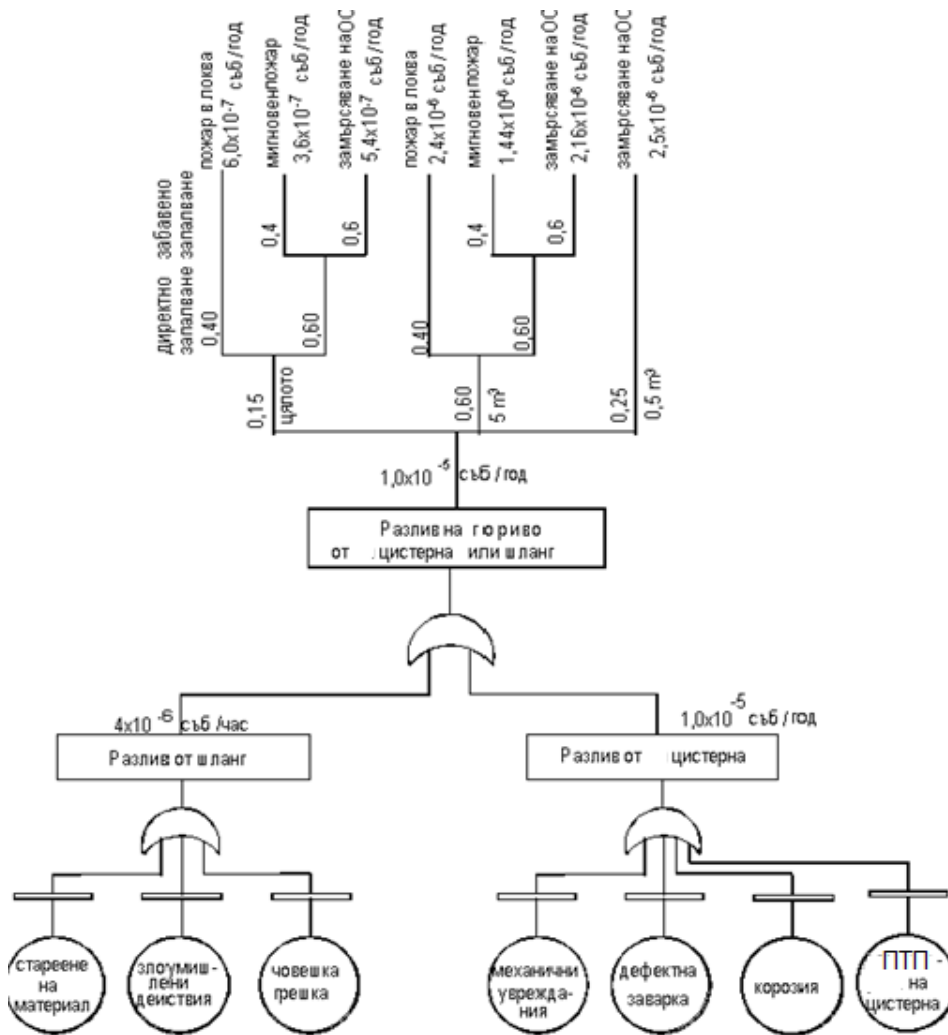 директно запалване
забавено запалване
пожар в локва
6,0x10⁻⁷ съб/год
мигновен пожар
3,6x10⁻⁷ съб/год
замърсяване на ОС
5,4x10⁻⁷ съб/год
пожар в локва
2,4x10⁻⁶ съб/год
мигновен пожар
1,44x10⁻⁶ съб/год
замърсяване на ОС
2,16x10⁻⁶ съб/год
замърсяване на ОС
2,5x10⁻⁶ съб/год
0,4
0,6
0,4
0,6
0,40
0,60
0,40
0,60
0,15
цялото
0,60
5 m³
0,25
0,5 m³
1,0x10⁻⁵ съб/год
Разлив на гориво
от цистерна или шланг
4x10⁻⁶ съб/час
1,0x10⁻⁵ съб/год
Разлив от шланг
Разлив от цистерна
стареене
на
материал
злоумиш-
лени
действия
човешка
грешка
механични
уврежда-
ния
дефектна
заварка
корозия
ПТП -
на
цистерна